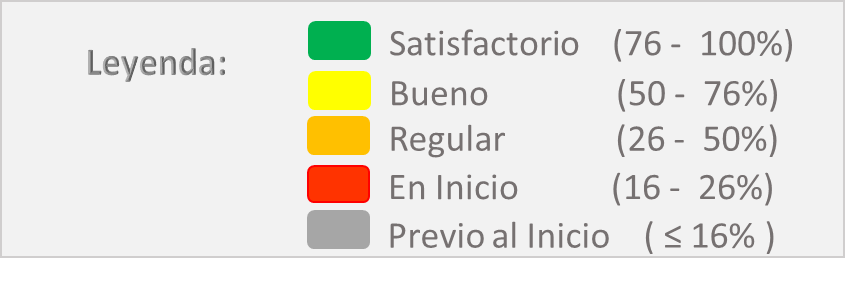 Leyenda:
Satisfactorio (76 - 100%)
Bueno (50 - 76%)
Regular (26 - 50%)
En Inicio (16 - 26%)
Previo al Inicio ( ≤ 16% )